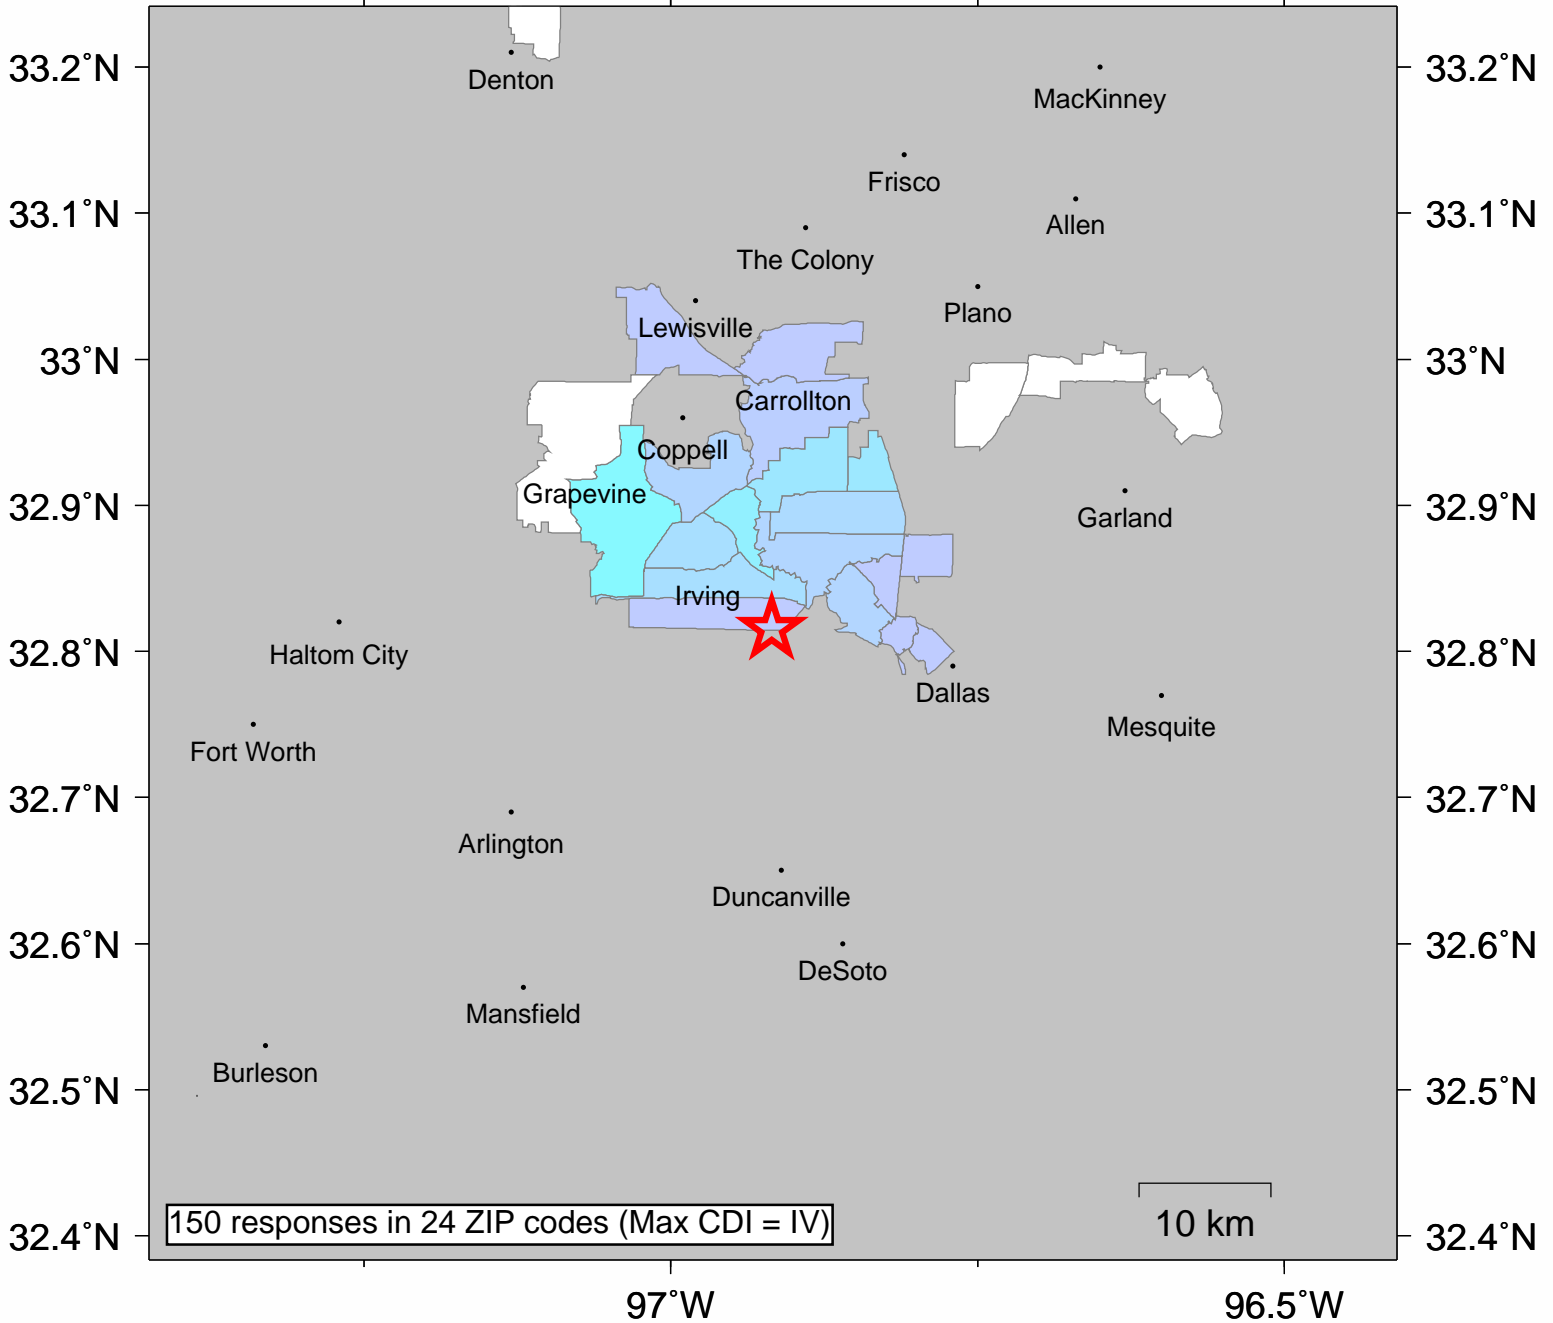 33.2°N
33.2°N
Denton
MacKinney
Frisco
33.1°N
33.1°N
Allen
The Colony
Plano
Lewisville
33°N
33°N
Carrollton
Coppell
Grapevine
32.9°N
32.9°N
Garland
Irving
Haltom City
32.8°N
32.8°N
Dallas
Mesquite
Fort Worth
32.7°N
32.7°N
Arlington
Duncanville
32.6°N
32.6°N
DeSoto
Mansfield
Burleson
32.5°N
32.5°N
150 responses in 24 ZIP codes (Max CDI = IV)
10 km
32.4°N
32.4°N
97°W
96.5°W